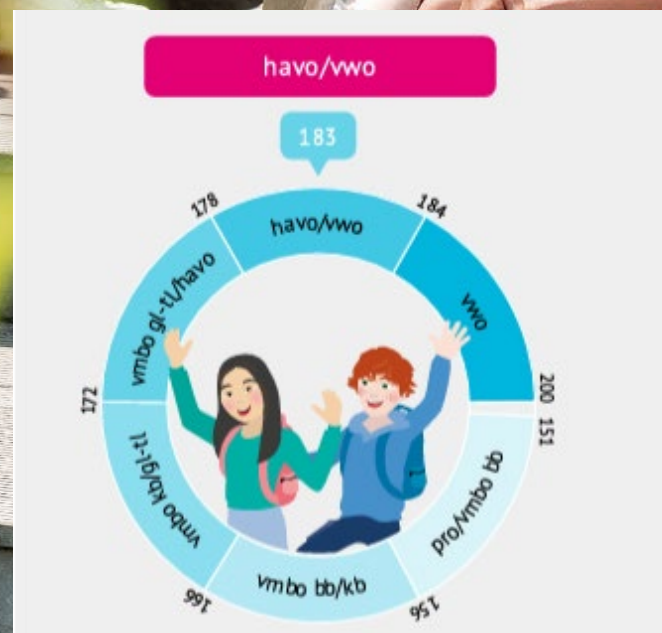 havo/vwo
183
178
havo/vwo
184
vmbo gl-tl/havo
vwo
172
200
151
vmbo kb/gl-tl
pro/vmbo bb
vmbo bb/kb
166
156